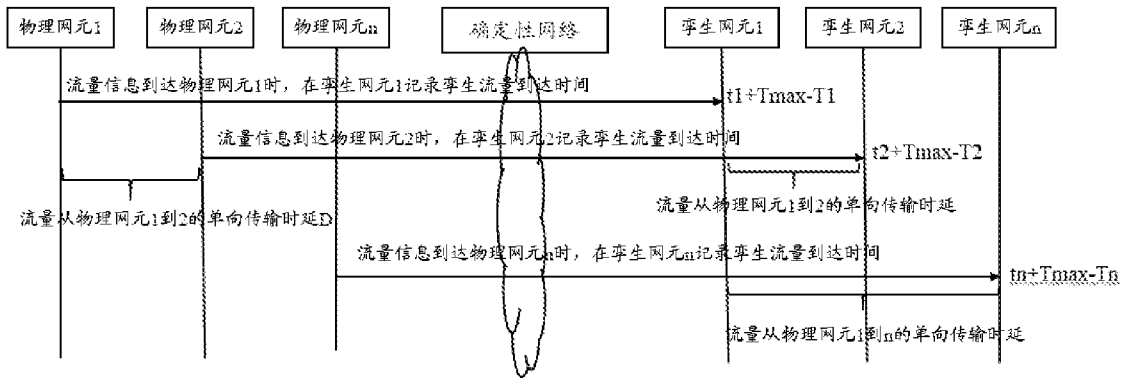 物理网元1
物理网元2
物理网元n
确定性网络
孪生网元1
孪生网元2
孪生网元n
流量信息到达物理网元1时，在孪生网元1记录孪生流量到达时间
t1+Tmax-T1
流量信息到达物理网元2时，在孪生网元2记录孪生流量到达时间
t2+Tmax-T2
流量从物理网元1到2的单向传输时延D
流量从物理网元1到2的单向传输时延
流量信息到达物理网元n时，在孪生网元n记录孪生流量到达时间
tn+Tmax-Tn
流量从物理网元1到n的单向传输时延